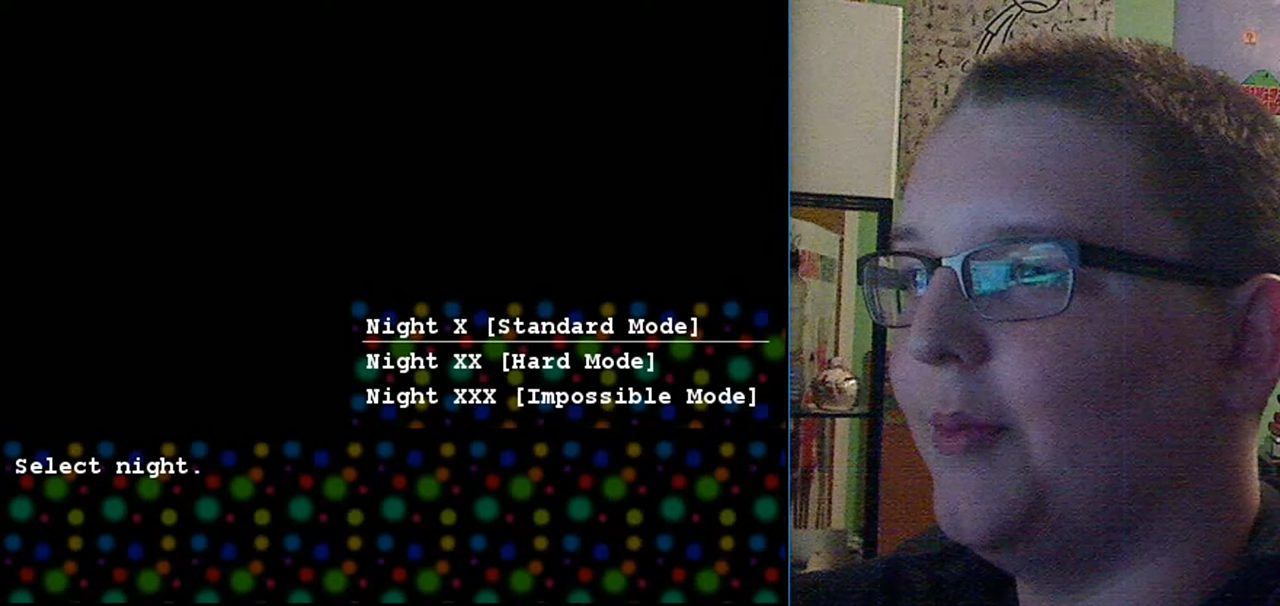 Night X [Standard Mode]
Night XX [Hard Mode]
Night XXX [Impossible Mode]
Select night.